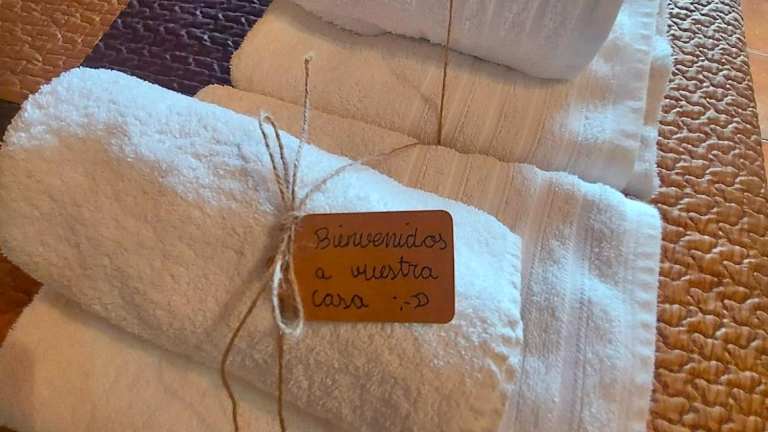 Bienvenidos
a vuestra
casa :-D